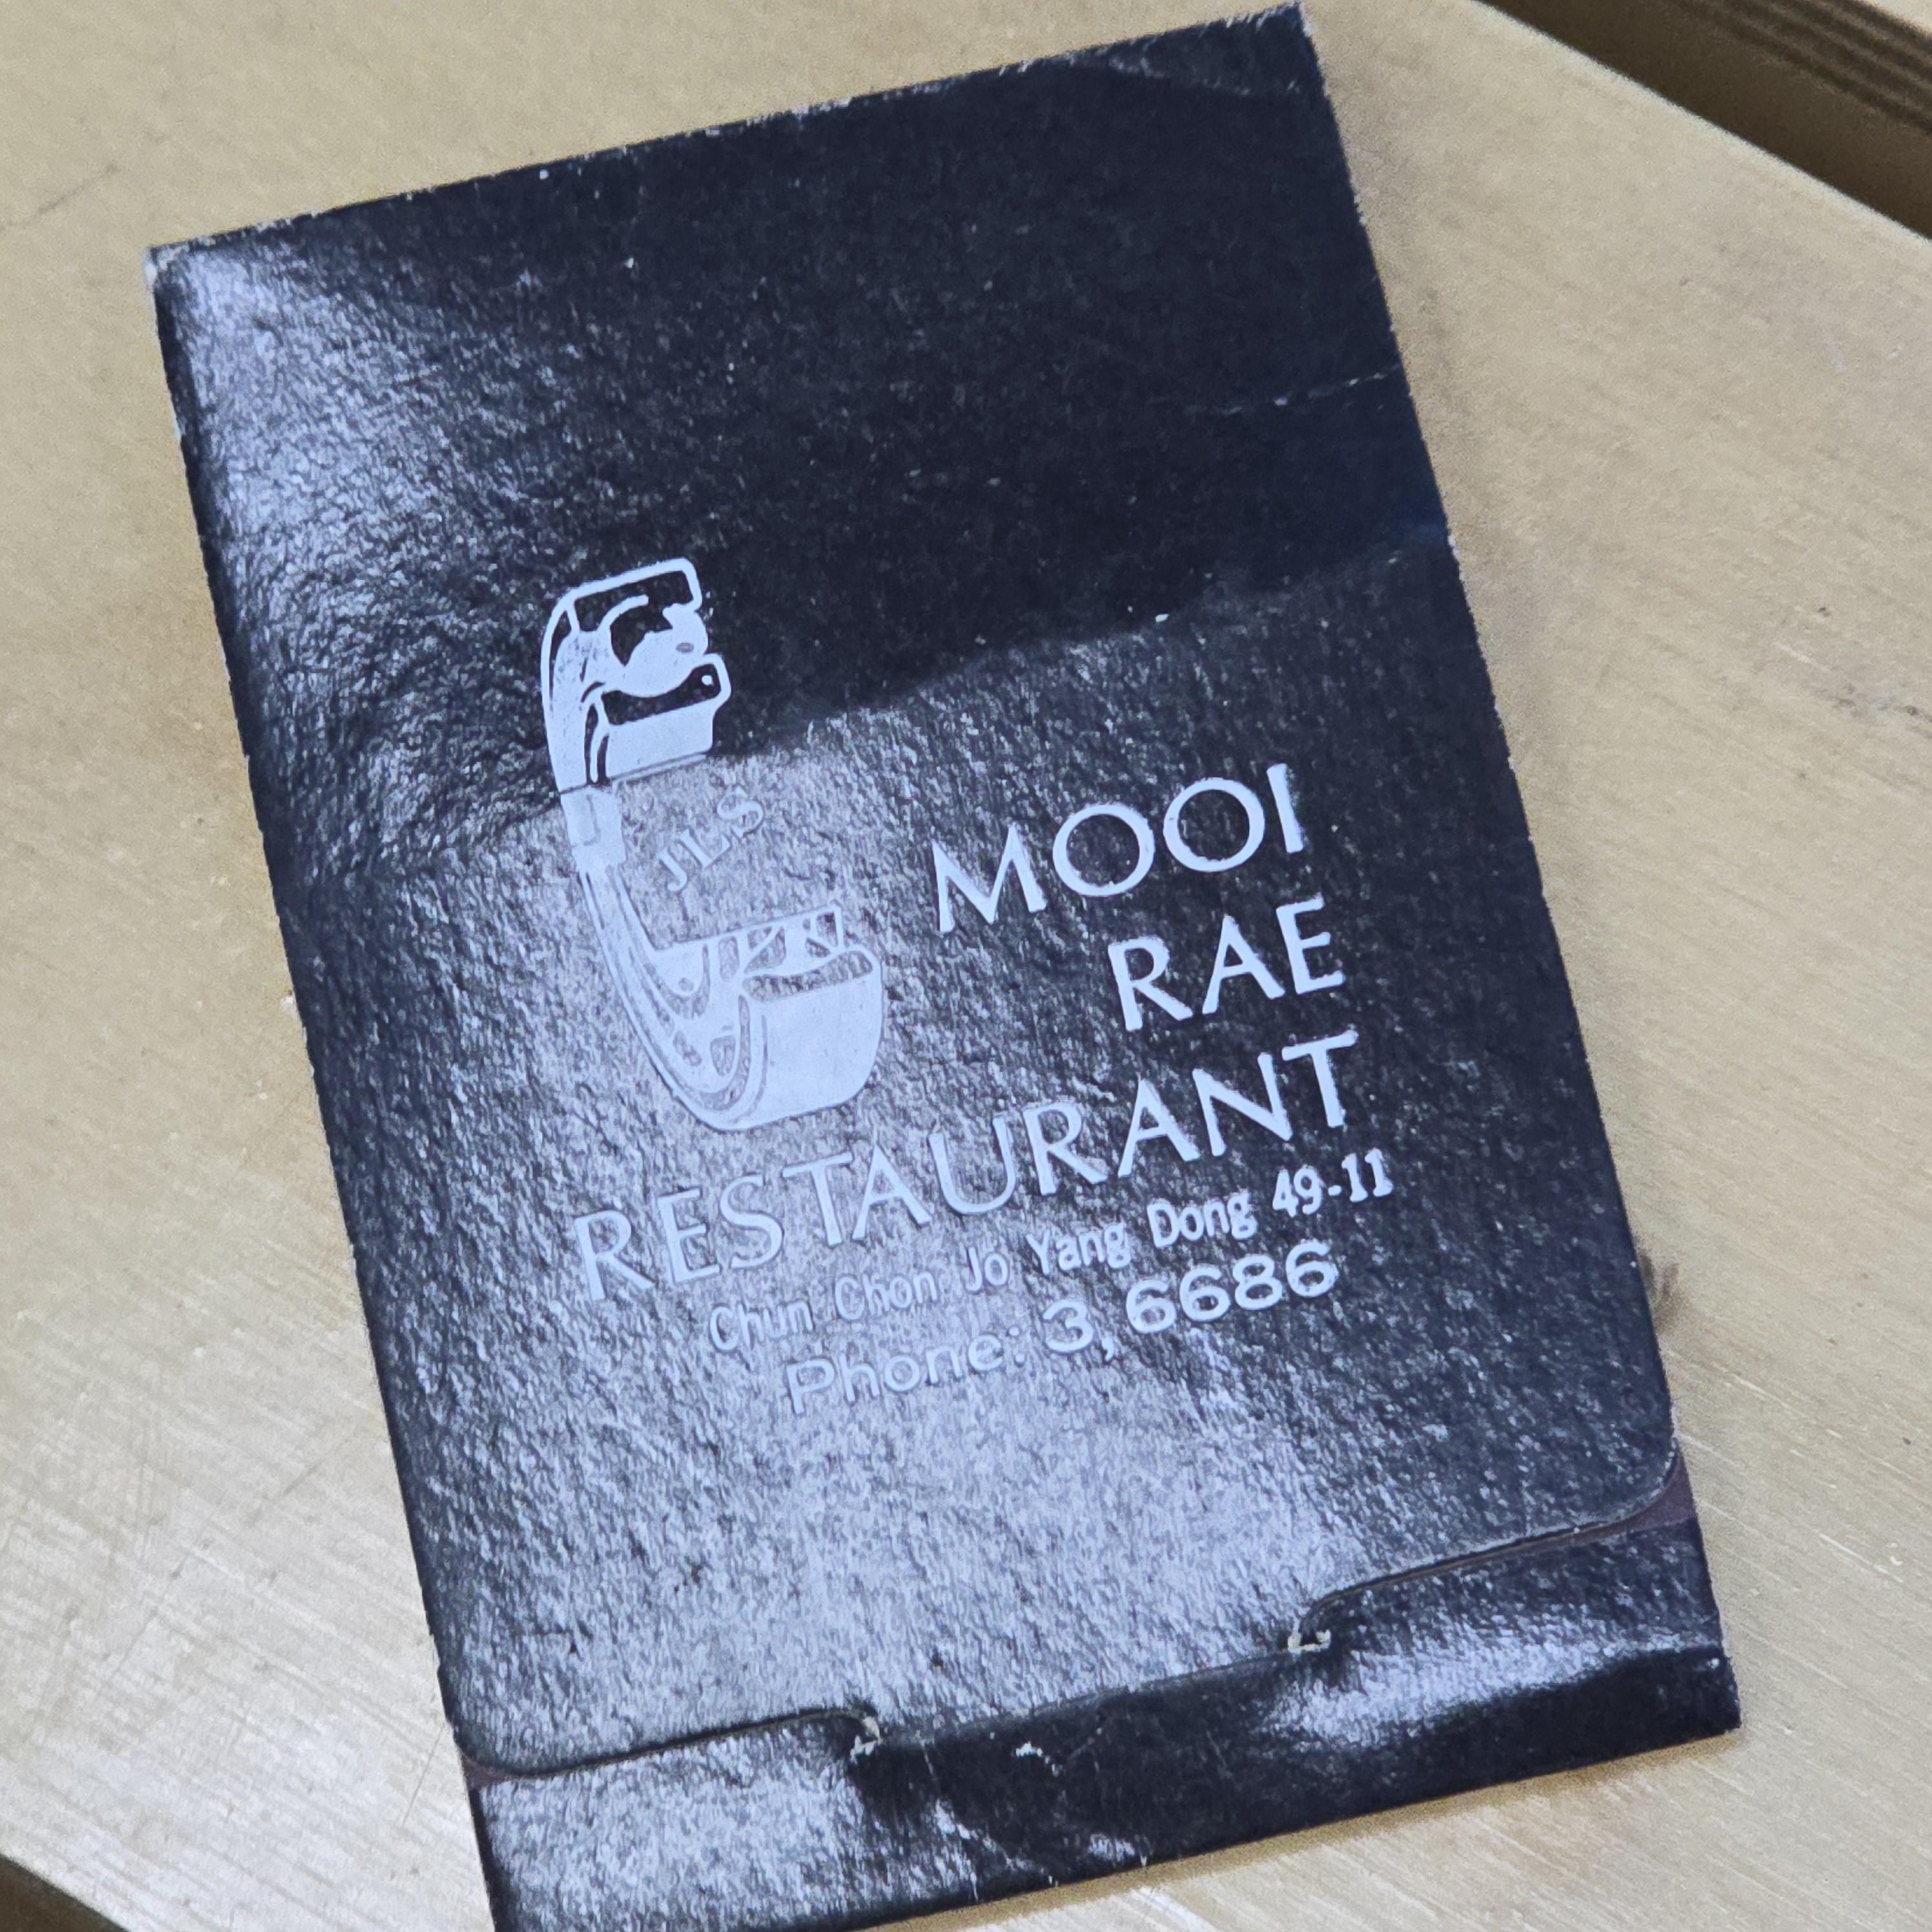 JLS
MOOI
RAE
RESTAURANT
Chun Chon Jo Yang Dong 49-11
Phone: 3, 6686